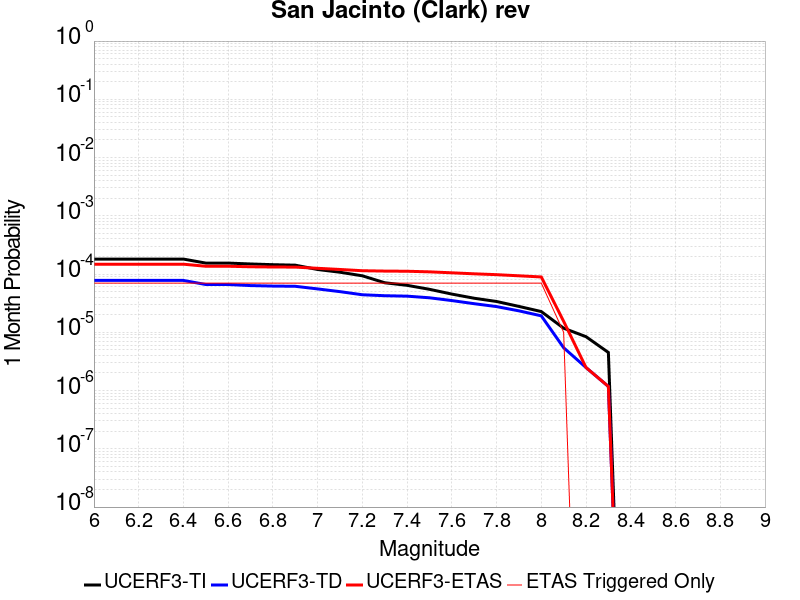 San Jacinto (Clark) rev
10^0
10^-1
10^-2
10^-3
10^-4
10^-5
10^-6
10^-7
10^-8
1 Month Probability
6 6.2 6.4 6.6 6.8 7 7.2 7.4 7.6 7.8 8 8.2 8.4 8.6 8.8 9
Magnitude
UCERF3-TI UCERF3-TD UCERF3-ETAS ETAS Triggered Only